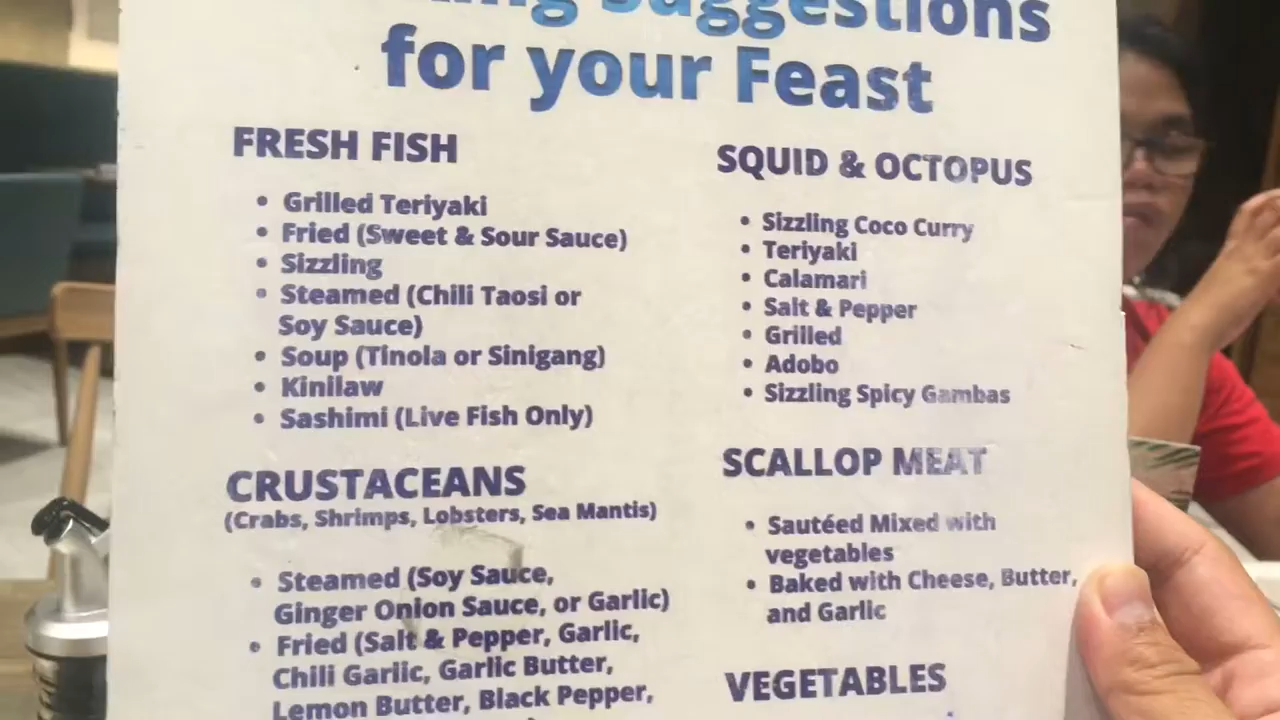 Suggestions
for your Feast
FRESH FISH
• Grilled Teriyaki
• Fried (Sweet & Sour Sauce)
• Sizzling
• Steamed (Chili Taosi or
Soy Sauce)
• Soup (Tinola or Sinigang)
• Kinilaw
• Sashimi (Live Fish Only)
CRUSTACEANS
(Crabs, Shrimps, Lobsters, Sea Mantis)
• Steamed (Soy Sauce,
Ginger Onion Sauce, or Garlic)
• Fried (Salt & Pepper, Garlic,
Chili Garlic, Garlic Butter,
Lemon Butter, Black Pepper,
SQUID & OCTOPUS
• Sizzling Coco Curry
• Teriyaki
• Calamari
• Salt & Pepper
• Grilled
• Adobo
• Sizzling Spicy Gambas
SCALLOP MEAT
• Sautéed Mixed with
vegetables
• Baked with Cheese, Butter,
and Garlic
VEGETABLES